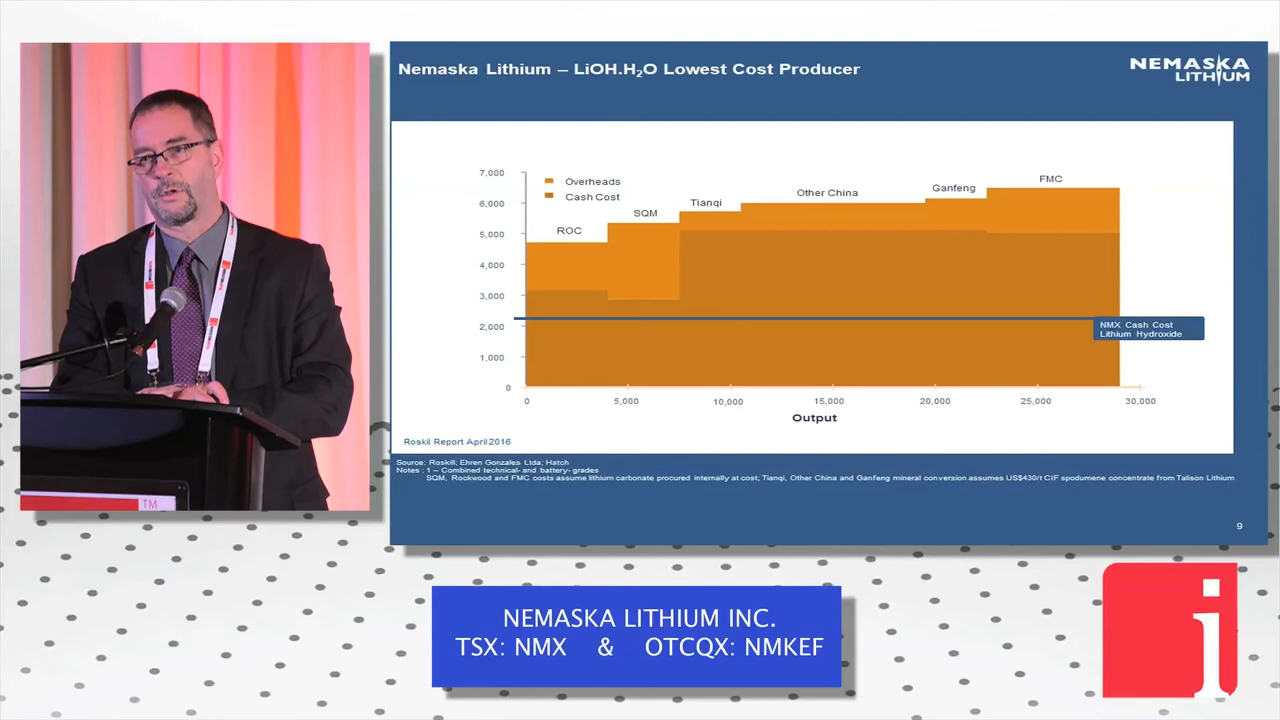 Nemaska Lithium – LiOH.H₂O Lowest Cost Producer
NEMASKA
LITHIUM
7,000
6,000
5,000
4,000
3,000
2,000
1,000
0
Overheads
Cash Cost
ROC
SQM
Tianqi
Other China
Ganfeng
FMC
NMX Cash Cost
Lithium Hydroxide
0
5,000
10,000
15,000
20,000
25,000
30,000
Output
Roskil Report April 2016
Source: Roskill; Ehren Gonzales Ltda; Hatch
Notes : 1 – Combined technical- and battery- grades
SQM, Rockwood and FMC costs assume lithium carbonate procured internally at cost; Tianqi, Other China and Ganfeng mineral conversion assumes US$430/t CIF spodumene concentrate from Talison Lithium
9
TM
NEMASKA LITHIUM INC.
TSX: NMX & OTCQX: NMKEF
i